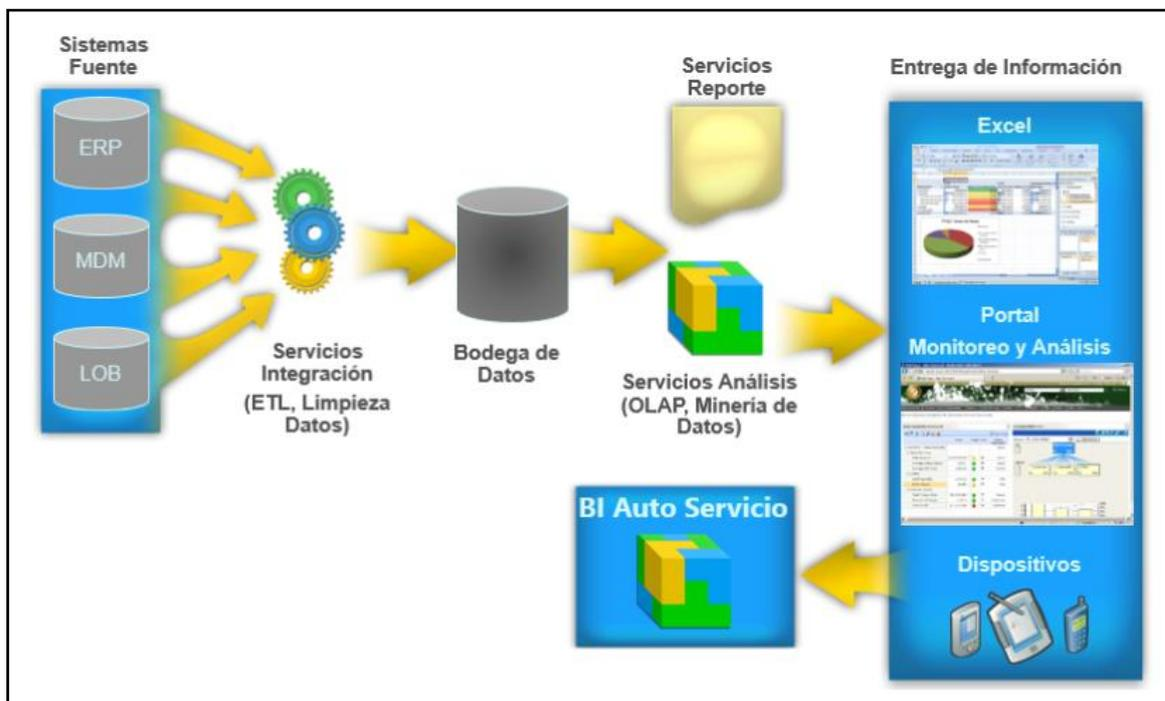 Sistemas
Fuente
ERP
MDM
LOB
Servicios
Integración
(ETL, Limpieza
Datos)
Bodega de
Datos
Servicios
Reporte
Servicios Análisis
(OLAP, Minería de
Datos)
Entrega de Información
Excel
Portal
Monitoreo y Análisis
Dispositivos
BI Auto Servicio